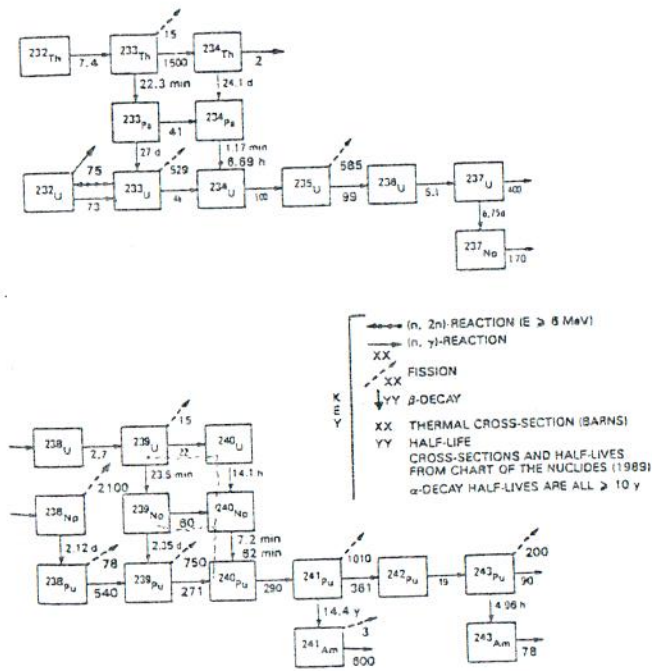 15
232Th 7.4 233Th 1500 234Th 2
22.3 min 24.1 d
233Pa 41 234Pa
27 d 1.17 min
6.69 h
75 529 585
232U 73 233U 234U 100 235U 99 236U 5.1 237U 400
6.75d
237Np 170
(n, 2n)-REACTION (E ≥ 6 MeV)
(n, γ)-REACTION
XX
XX FISSION
YY β-DECAY
KEY
XX THERMAL CROSS-SECTION (BARNS)
YY HALF-LIFE
CROSS-SECTIONS AND HALF-LIVES
FROM CHART OF THE NUCLIDES (1989)
α-DECAY HALF-LIVES ARE ALL ≥ 10 y
15
238U 2.7 239U 22 240U
23.5 min 14.1 h
2100
238Np 239Np 60 240Np
2.12 d 2.35 d 7.2 min
62 min
78 750 1010 200
238Pu 540 239Pu 271 240Pu 290 241Pu 361 242Pu 19 243Pu 90
14.4 y 4.96 h
3
241Am 600 243Am 78